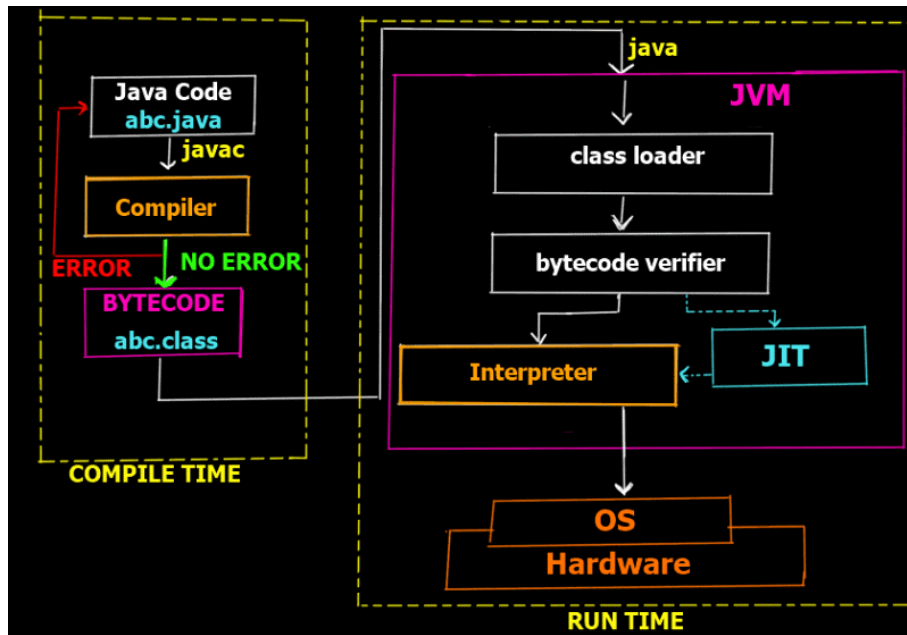 Java Code
abc.java
javac
Compiler
ERROR
NO ERROR
BYTECODE
abc.class
COMPILE TIME
java
JVM
class loader
bytecode verifier
JIT
Interpreter
OS
Hardware
RUN TIME